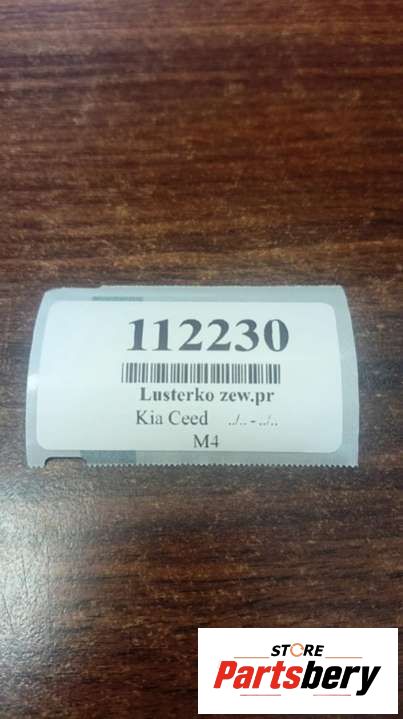 112230
Lusterko zew.pr
Kia Ceed ../.. - ../..
M4
STORE
Partsbery